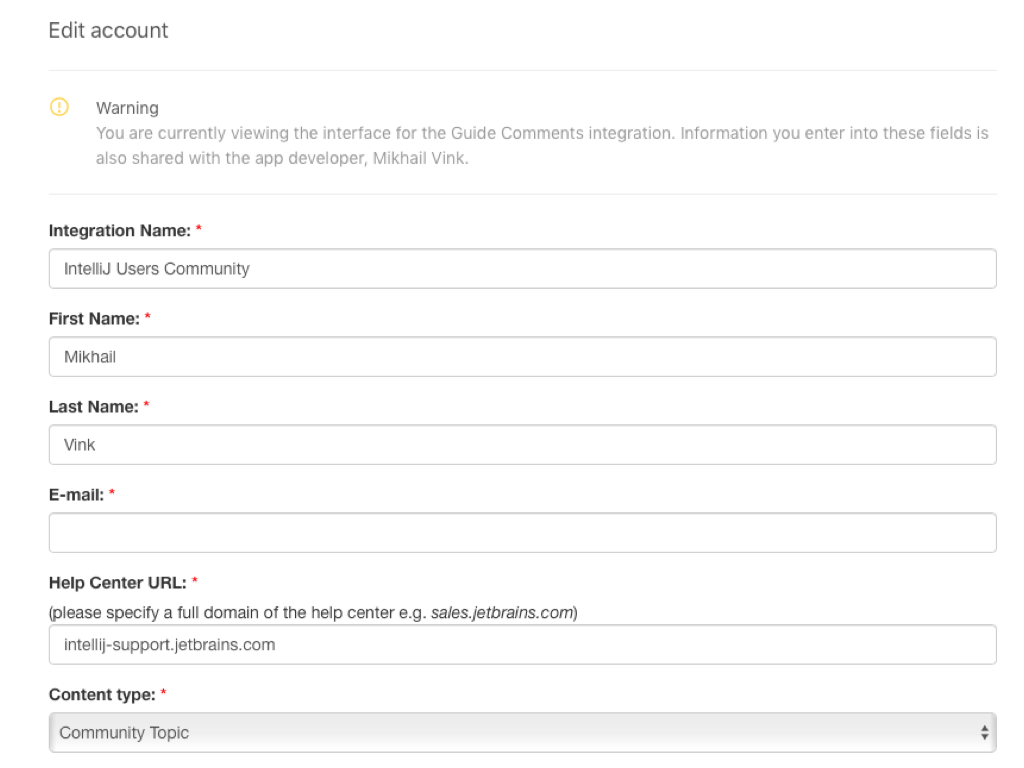 Edit account
Warning
You are currently viewing the interface for the Guide Comments integration. Information you enter into these fields is
also shared with the app developer, Mikhail Vink.
Integration Name: *
IntelliJ Users Community
First Name: *
Mikhail
Last Name: *
Vink
E-mail: *
Help Center URL: *
(please specify a full domain of the help center e.g. sales.jetbrains.com)
intellij-support.jetbrains.com
Content type: *
Community Topic